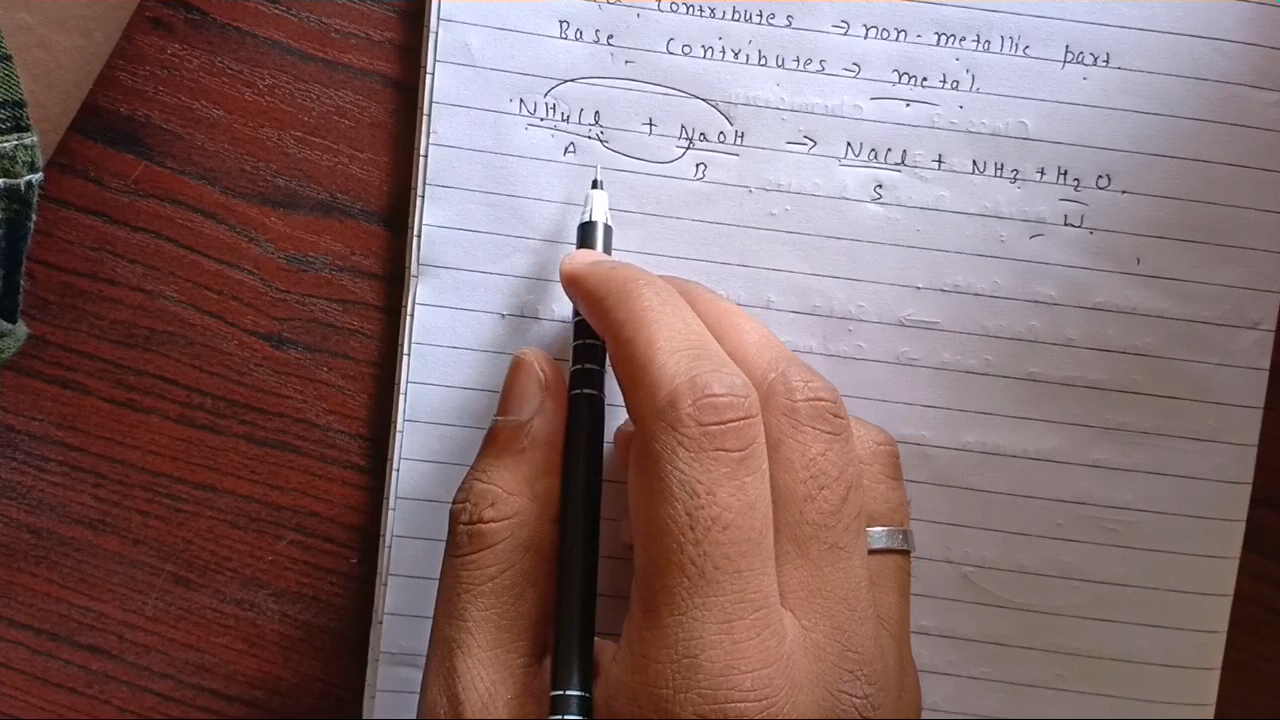 contributes → non-metallic part.
Base contributes → metal.
NH4Cl + NaOH → NaCl + NH3 + H2O.
A B S W.